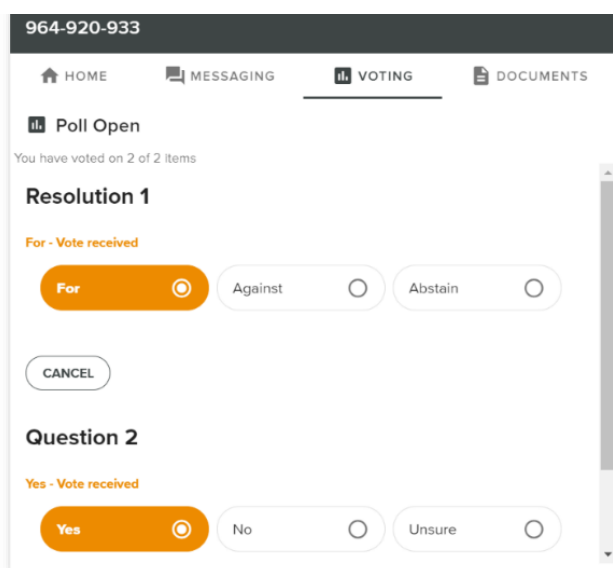 964-920-933
HOME MESSAGING VOTING DOCUMENTS
Poll Open
You have voted on 2 of 2 items
Resolution 1
For - Vote received
For Against Abstain
CANCEL
Question 2
Yes - Vote received
Yes No Unsure